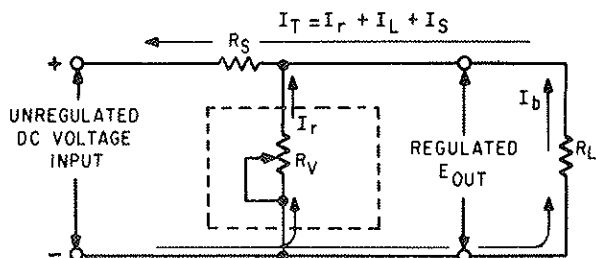 I_T = I_r + I_L + I_S
+
R_S
UNREGULATED
DC VOLTAGE
INPUT
I_r
R_V
REGULATED
E_OUT
I_b
R_L
-